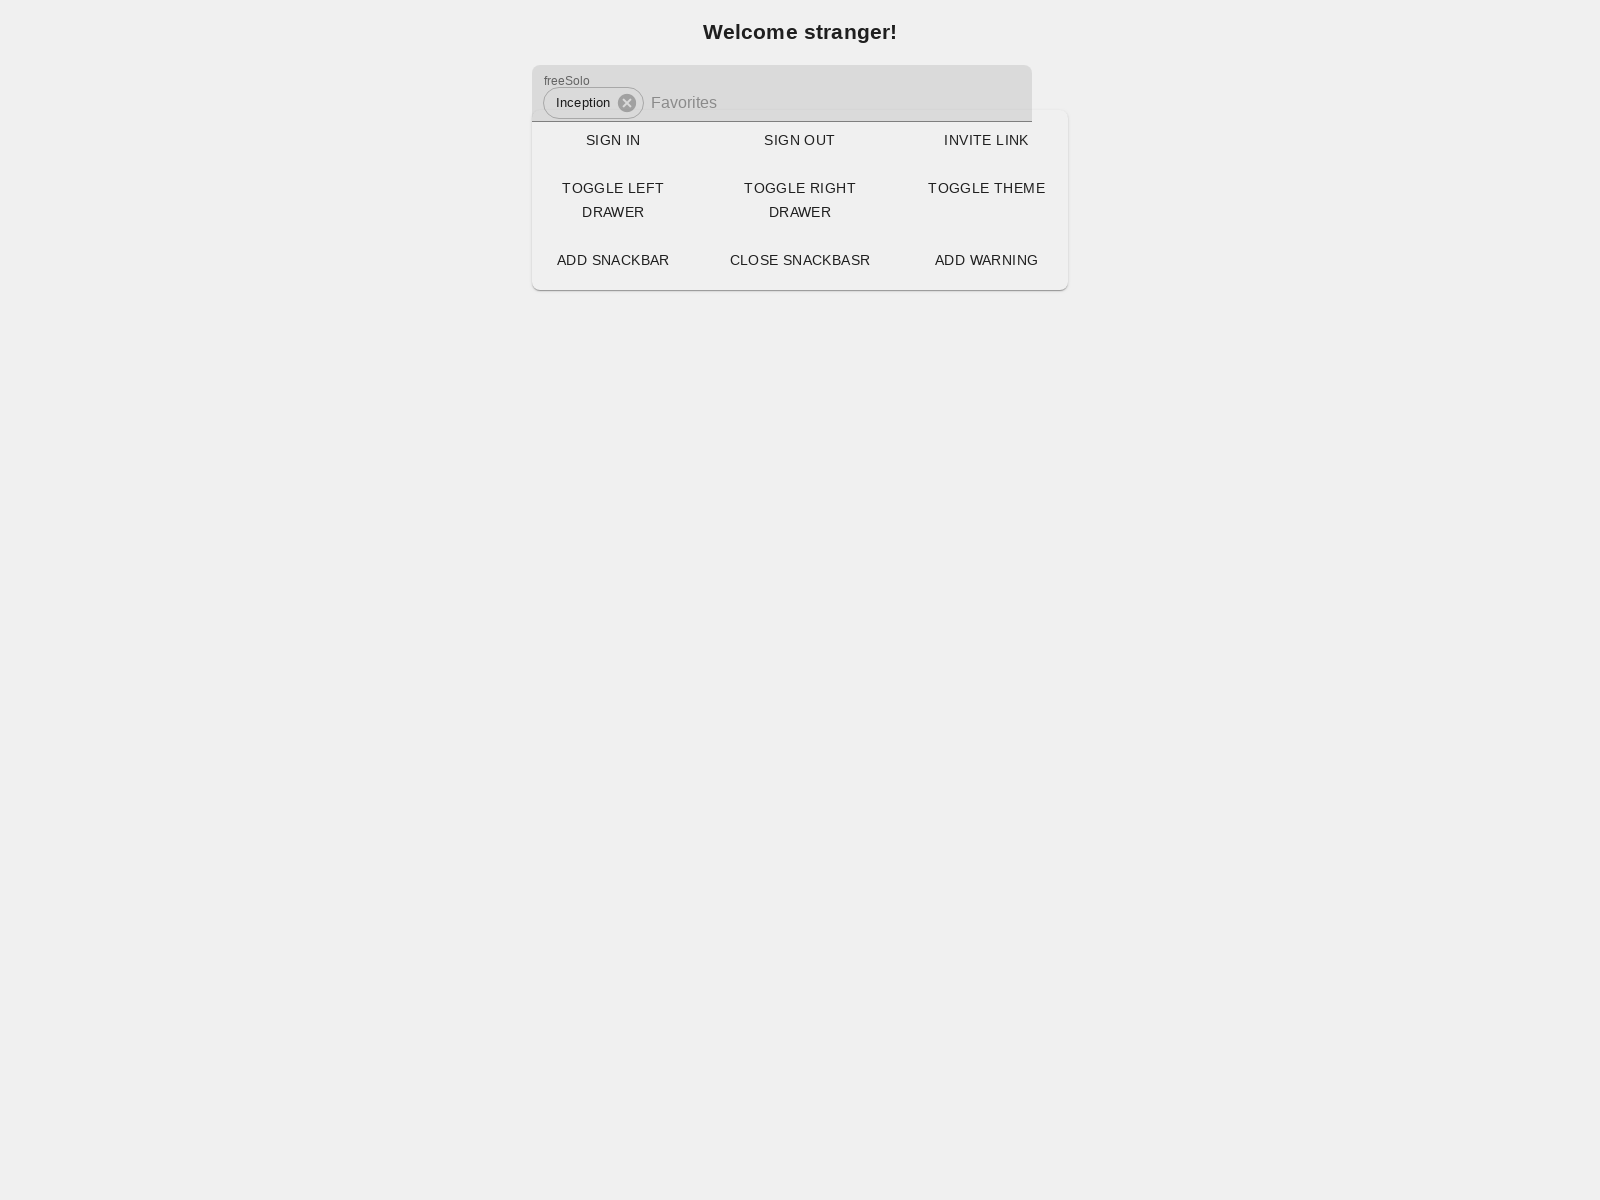 Welcome stranger!
freeSolo
Inception Favorites
SIGN IN SIGN OUT INVITE LINK
TOGGLE LEFT DRAWER TOGGLE RIGHT DRAWER TOGGLE THEME
ADD SNACKBAR CLOSE SNACKBASR ADD WARNING